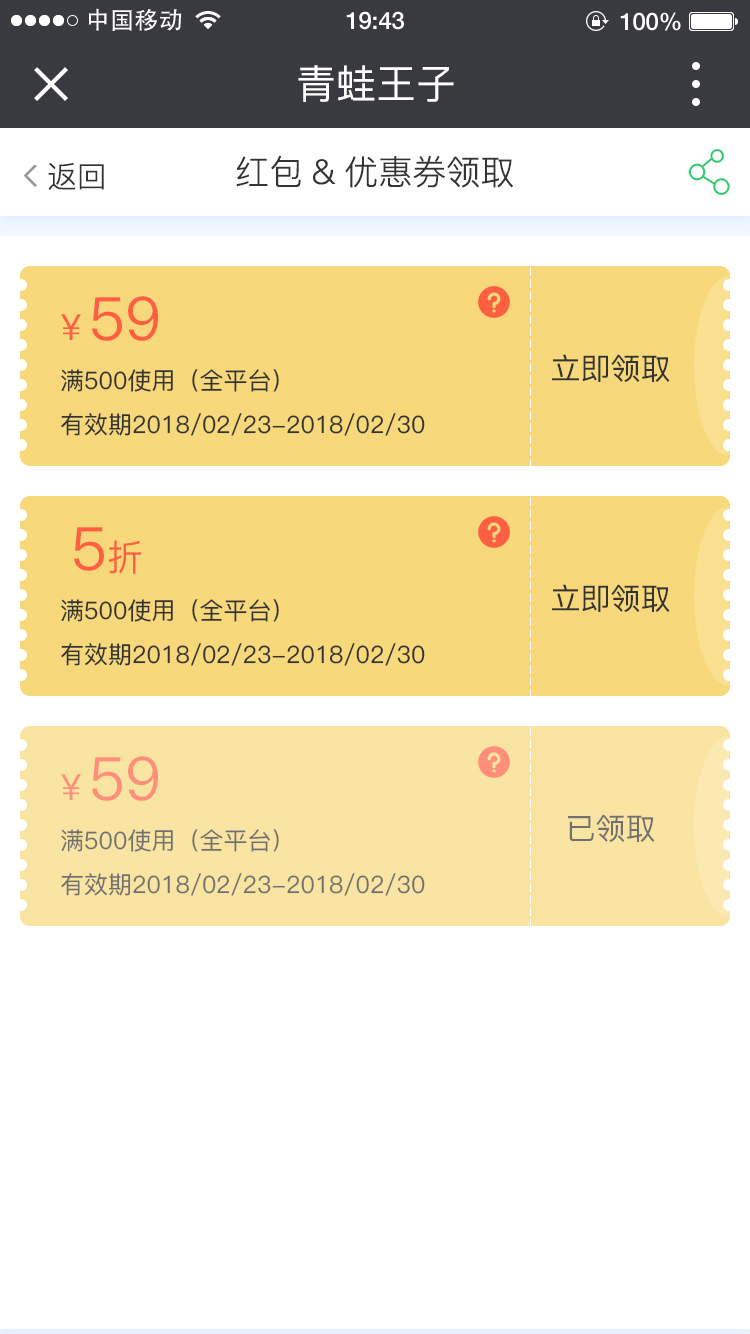 中国移动 19:43 100%
青蛙王子
返回 红包 & 优惠券领取
¥59 ?
满500使用（全平台）
有效期2018/02/23-2018/02/30
立即领取
5折 ?
满500使用（全平台）
有效期2018/02/23-2018/02/30
立即领取
¥59 ?
满500使用（全平台）
有效期2018/02/23-2018/02/30
已领取